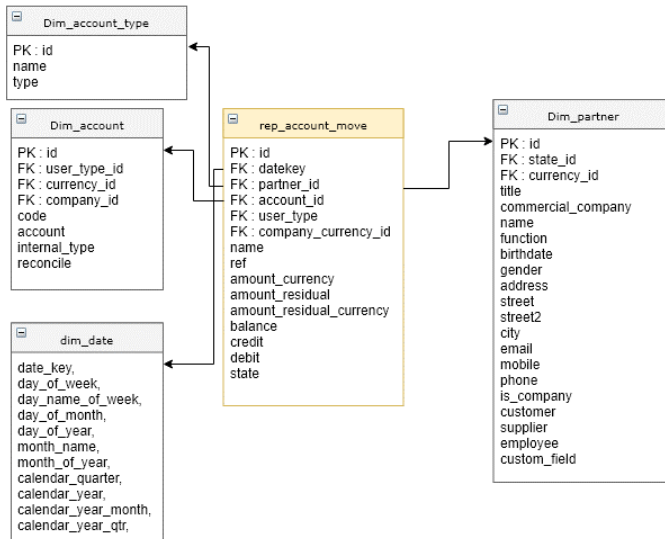 Dim_account_type
PK : id
name
type
Dim_account
PK : id
FK : user_type_id
FK : currency_id
FK : company_id
code
account
internal_type
reconcile
dim_date
date_key,
day_of_week,
day_name_of_week,
day_of_month,
day_of_year,
month_name,
month_of_year,
calendar_quarter,
calendar_year,
calendar_year_month,
calendar_year_qtr,
rep_account_move
PK : id
FK : datekey
FK : partner_id
FK : account_id
FK : user_type
FK : company_currency_id
name
ref
amount_currency
amount_residual
amount_residual_currency
balance
credit
debit
state
Dim_partner
PK : id
FK : state_id
FK : currency_id
title
commercial_company
name
function
birthdate
gender
address
street
street2
city
email
mobile
phone
is_company
customer
supplier
employee
custom_field